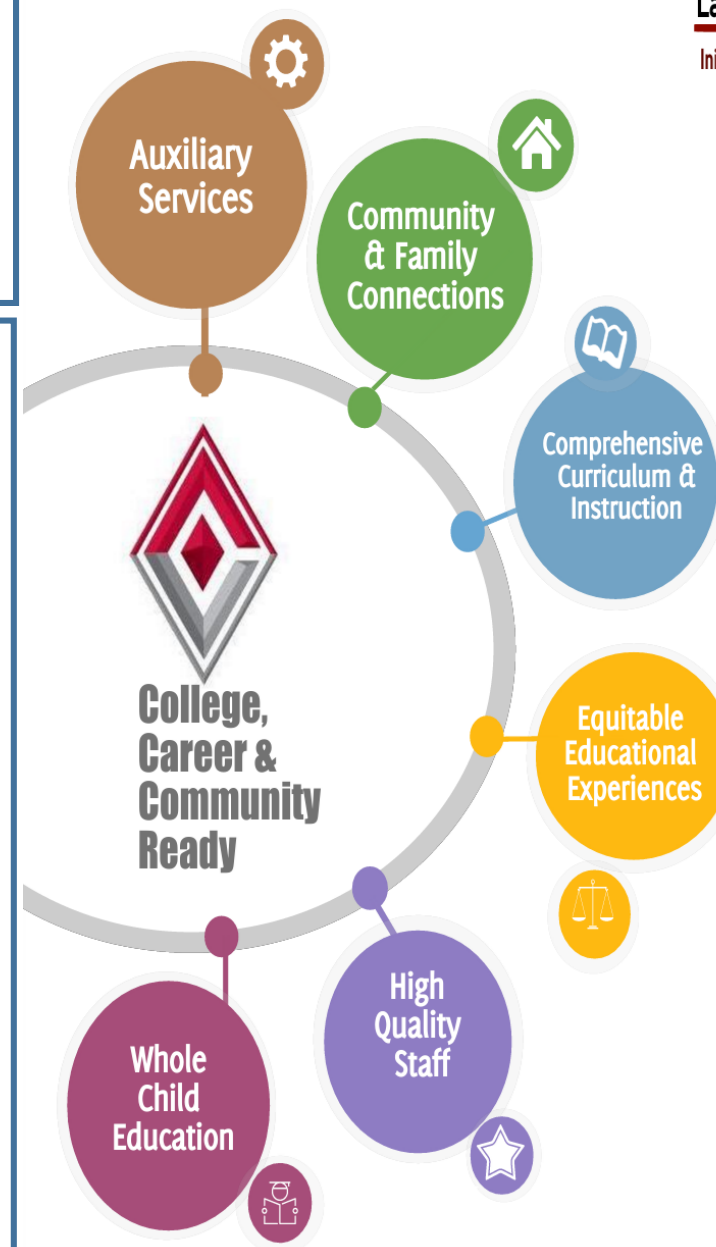 Auxiliary
Services
Community
& Family
Connections
Comprehensive
Curriculum &
Instruction
College,
Career &
Community
Ready
Equitable
Educational
Experiences
High
Quality
Staff
Whole
Child
Education